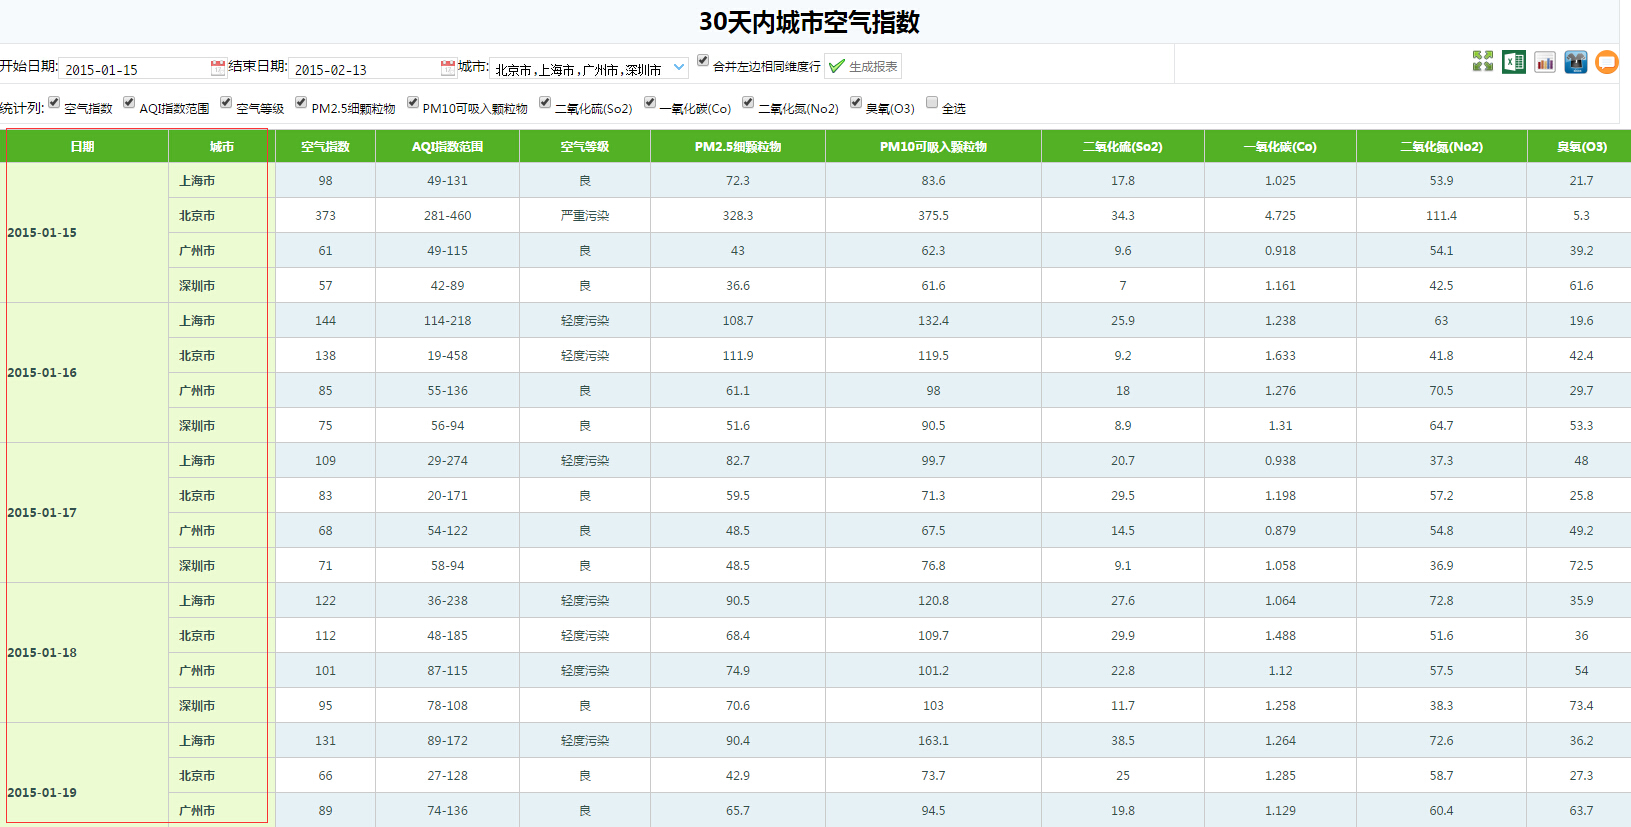 30天内城市空气指数
开始日期: 2015-01-15 结束日期: 2015-02-13 城市: 北京市,上海市,广州市,深圳市 合并左边相同维度行 生成报表
统计列: 空气指数 AQI指数范围 空气等级 PM2.5细颗粒物 PM10可吸入颗粒物 二氧化硫(So2) 一氧化碳(Co) 二氧化氮(No2) 臭氧(O3) 全选
日期 城市 空气指数 AQI指数范围 空气等级 PM2.5细颗粒物 PM10可吸入颗粒物 二氧化硫(So2) 一氧化碳(Co) 二氧化氮(No2) 臭氧(O3)
2015-01-15 上海市 98 49-131 良 72.3 83.6 17.8 1.025 53.9 21.7
北京市 373 281-460 严重污染 328.3 375.5 34.3 4.725 111.4 5.3
广州市 61 49-115 良 43 62.3 9.6 0.918 54.1 39.2
深圳市 57 42-89 良 36.6 61.6 7 1.161 42.5 61.6
2015-01-16 上海市 144 114-218 轻度污染 108.7 132.4 25.9 1.238 63 19.6
北京市 138 19-458 轻度污染 111.9 119.5 9.2 1.633 41.8 42.4
广州市 85 55-136 良 61.1 98 18 1.276 70.5 29.7
深圳市 75 56-94 良 51.6 90.5 8.9 1.31 64.7 53.3
2015-01-17 上海市 109 29-274 轻度污染 82.7 99.7 20.7 0.938 37.3 48
北京市 83 20-171 良 59.5 71.3 29.5 1.198 57.2 25.8
广州市 68 54-122 良 48.5 67.5 14.5 0.879 54.8 49.2
深圳市 71 58-94 良 48.5 76.8 9.1 1.058 36.9 72.5
2015-01-18 上海市 122 36-238 轻度污染 90.5 120.8 27.6 1.064 72.8 35.9
北京市 112 48-185 轻度污染 68.4 109.7 29.9 1.488 51.6 36
广州市 101 87-115 轻度污染 74.9 101.2 22.8 1.12 57.5 54
深圳市 95 78-108 良 70.6 103 11.7 1.258 38.3 73.4
2015-01-19 上海市 131 89-172 轻度污染 90.4 163.1 38.5 1.264 72.6 36.2
北京市 66 27-128 良 42.9 73.7 25 1.285 58.7 27.3
广州市 89 74-136 良 65.7 94.5 19.8 1.129 60.4 63.7